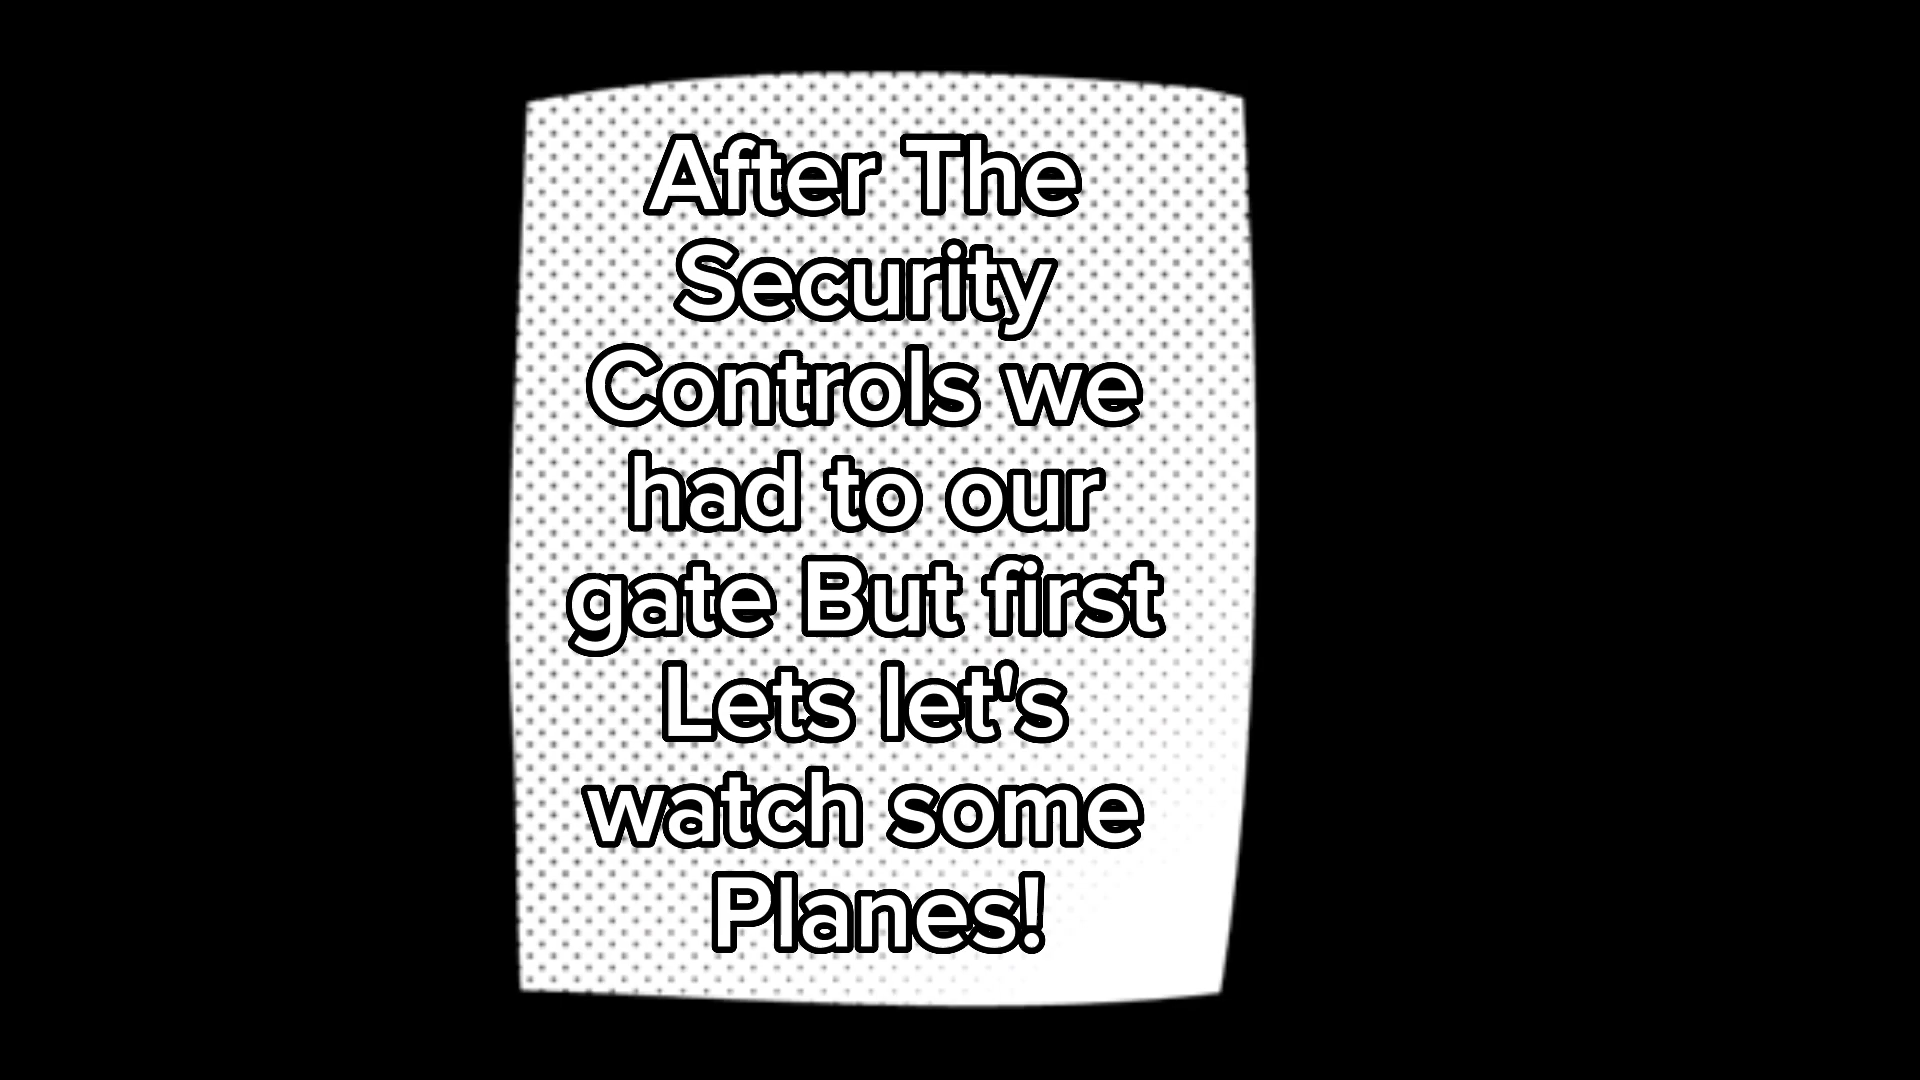 After The
Security
Controls we
had to our
gate But first
Lets let's
watch some
Planes!